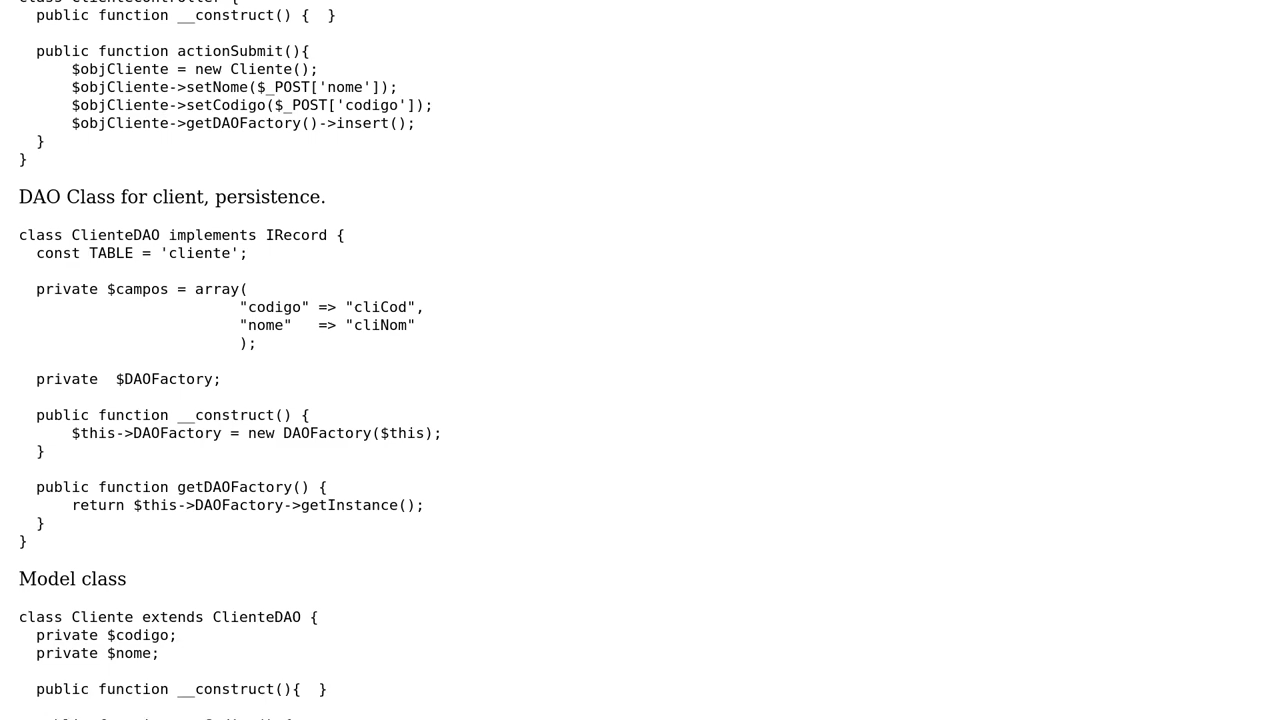 public function __construct() {  }

  public function actionSubmit(){
      $objCliente = new Cliente();
      $objCliente->setNome($_POST['nome']);
      $objCliente->setCodigo($_POST['codigo']);
      $objCliente->getDAOFactory()->insert();
  }
}
DAO Class for client, persistence.
class ClienteDAO implements IRecord {
  const TABLE = 'cliente';

  private $campos = array(
                         "codigo" => "cliCod",
                         "nome"   => "cliNom"
                         );

  private  $DAOFactory;

  public function __construct() {
      $this->DAOFactory = new DAOFactory($this);
  }

  public function getDAOFactory() {
      return $this->DAOFactory->getInstance();
  }
}
Model class
class Cliente extends ClienteDAO {
  private $codigo;
  private $nome;

  public function __construct(){  }